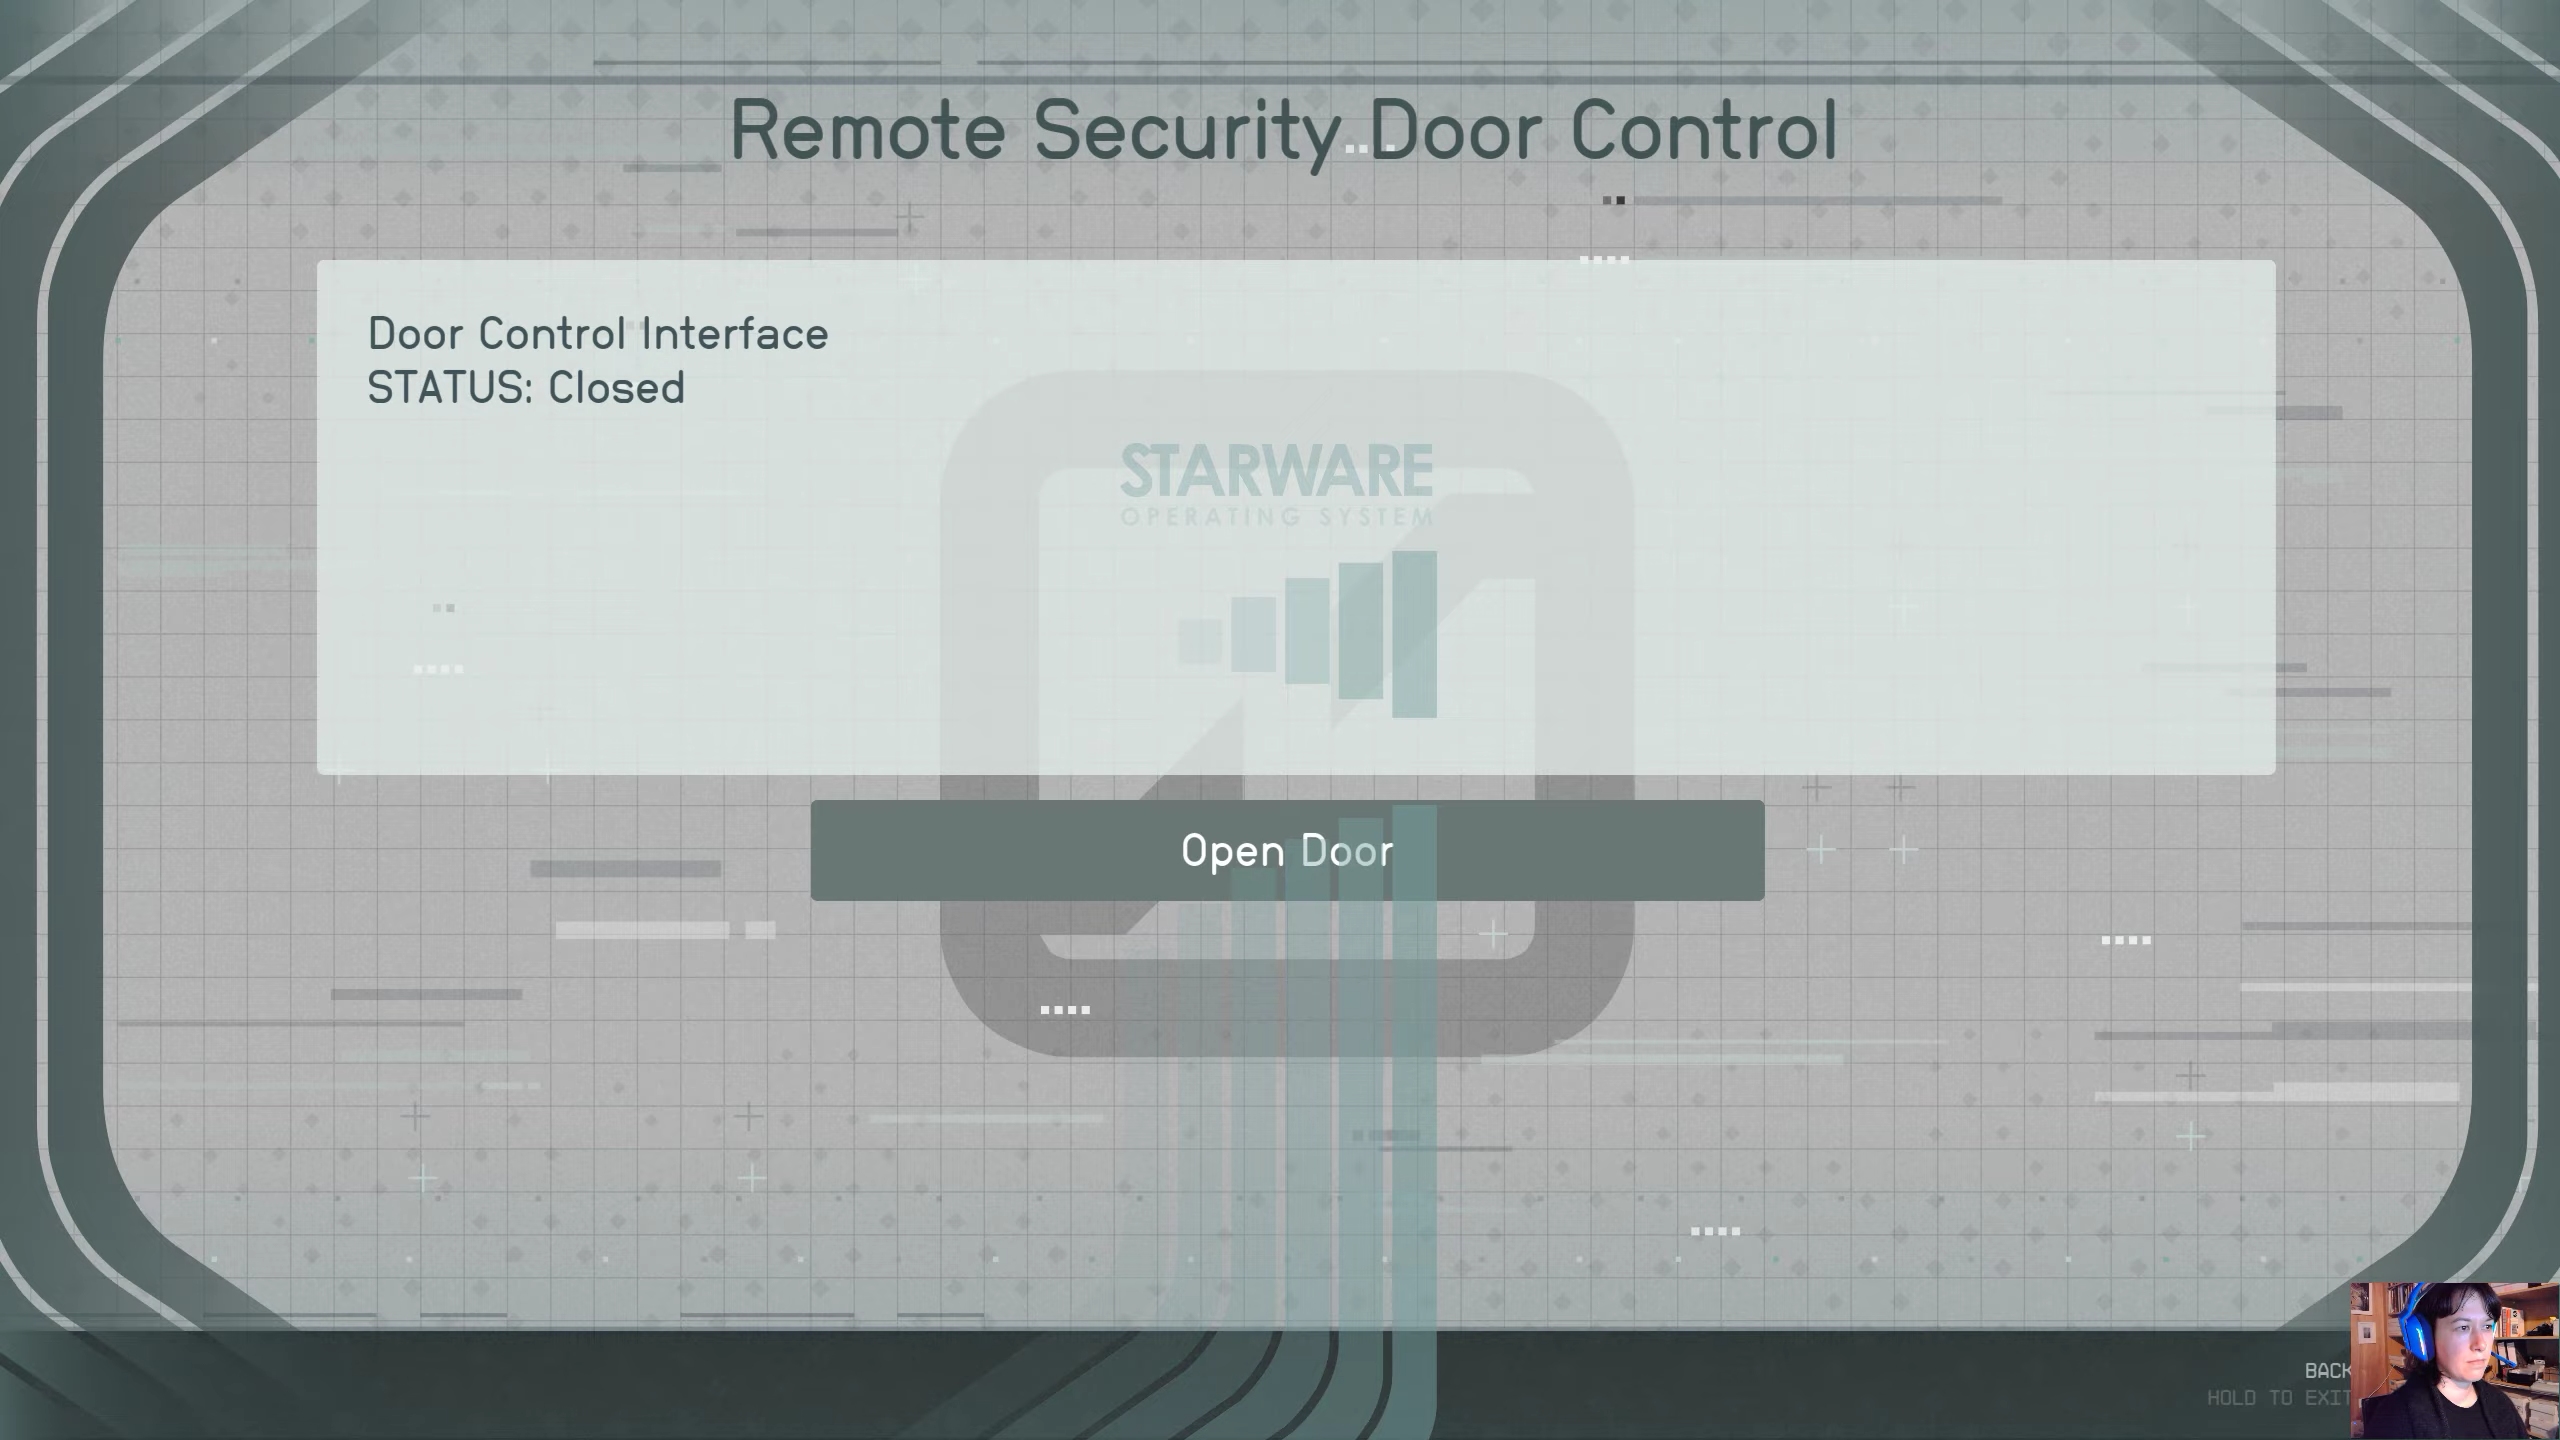 Remote Security Door Control
Door Control Interface
STATUS: Closed
STARWARE
OPERATING SYSTEM
Open Door
BACK
HOLD TO EXIT